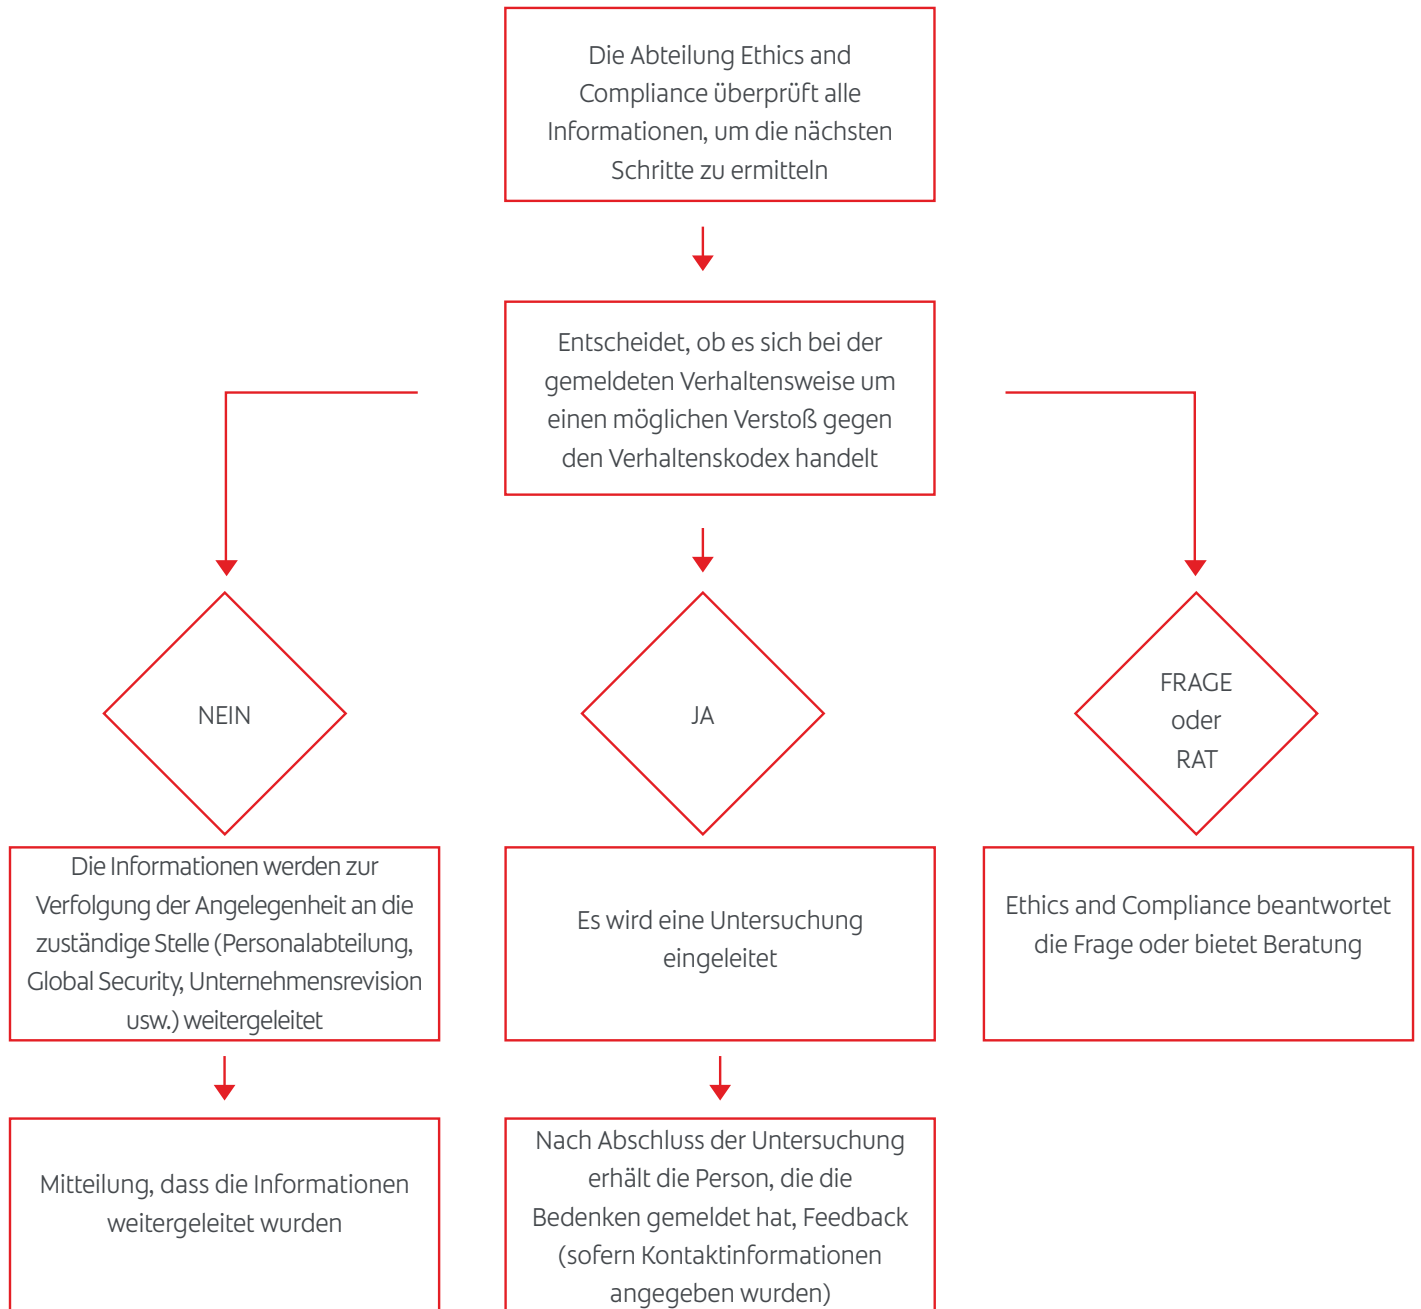 Die Abteilung Ethics and
Compliance überprüft alle
Informationen, um die nächsten
Schritte zu ermitteln
Entscheidet, ob es sich bei der
gemeldeten Verhaltensweise um
einen möglichen Verstoß gegen
den Verhaltenskodex handelt
NEIN
JA
FRAGE
oder
RAT
Die Informationen werden zur
Verfolgung der Angelegenheit an die
zuständige Stelle (Personalabteilung,
Global Security, Unternehmensrevision
usw.) weitergeleitet
Es wird eine Untersuchung
eingeleitet
Ethics and Compliance beantwortet
die Frage oder bietet Beratung
Mitteilung, dass die Informationen
weitergeleitet wurden
Nach Abschluss der Untersuchung
erhält die Person, die die
Bedenken gemeldet hat, Feedback
(sofern Kontaktinformationen
angegeben wurden)